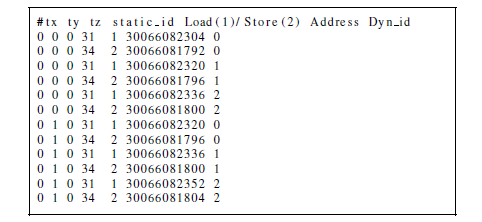 #tx ty tz static_id Load(1)/Store(2) Address Dyn_id
0 0 0 31 1 30066082304 0
0 0 0 34 2 30066081792 0
0 0 0 31 1 30066082320 1
0 0 0 34 2 30066081796 1
0 0 0 31 1 30066082336 2
0 0 0 34 2 30066081800 2
0 1 0 31 1 30066082320 0
0 1 0 34 2 30066081796 0
0 1 0 31 1 30066082336 1
0 1 0 34 2 30066081800 1
0 1 0 31 1 30066082352 2
0 1 0 34 2 30066081804 2